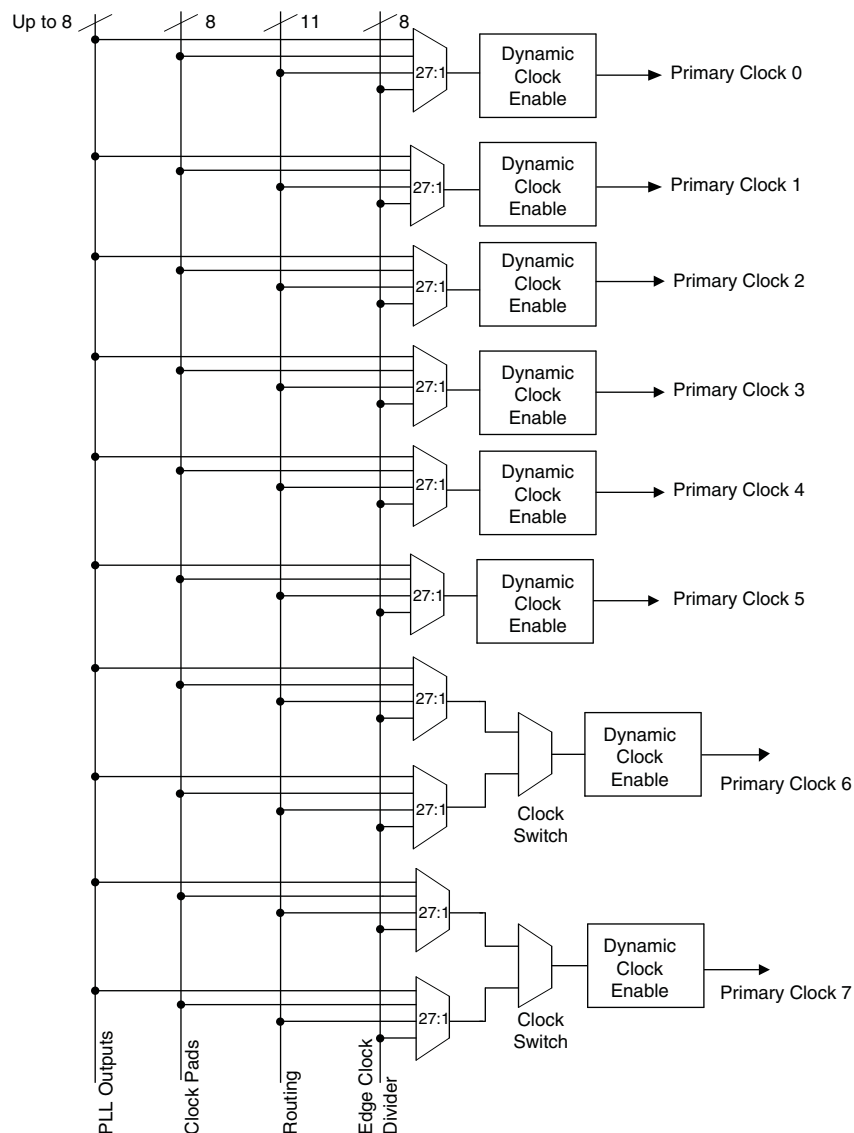 Up to 8
8
11
8
27:1
Dynamic
Clock
Enable
Primary Clock 0
27:1
Dynamic
Clock
Enable
Primary Clock 1
27:1
Dynamic
Clock
Enable
Primary Clock 2
27:1
Dynamic
Clock
Enable
Primary Clock 3
27:1
Dynamic
Clock
Enable
Primary Clock 4
27:1
Dynamic
Clock
Enable
Primary Clock 5
27:1
27:1
Clock
Switch
Dynamic
Clock
Enable
Primary Clock 6
27:1
27:1
Clock
Switch
Dynamic
Clock
Enable
Primary Clock 7
PLL Outputs
Clock Pads
Routing
Edge Clock
Divider